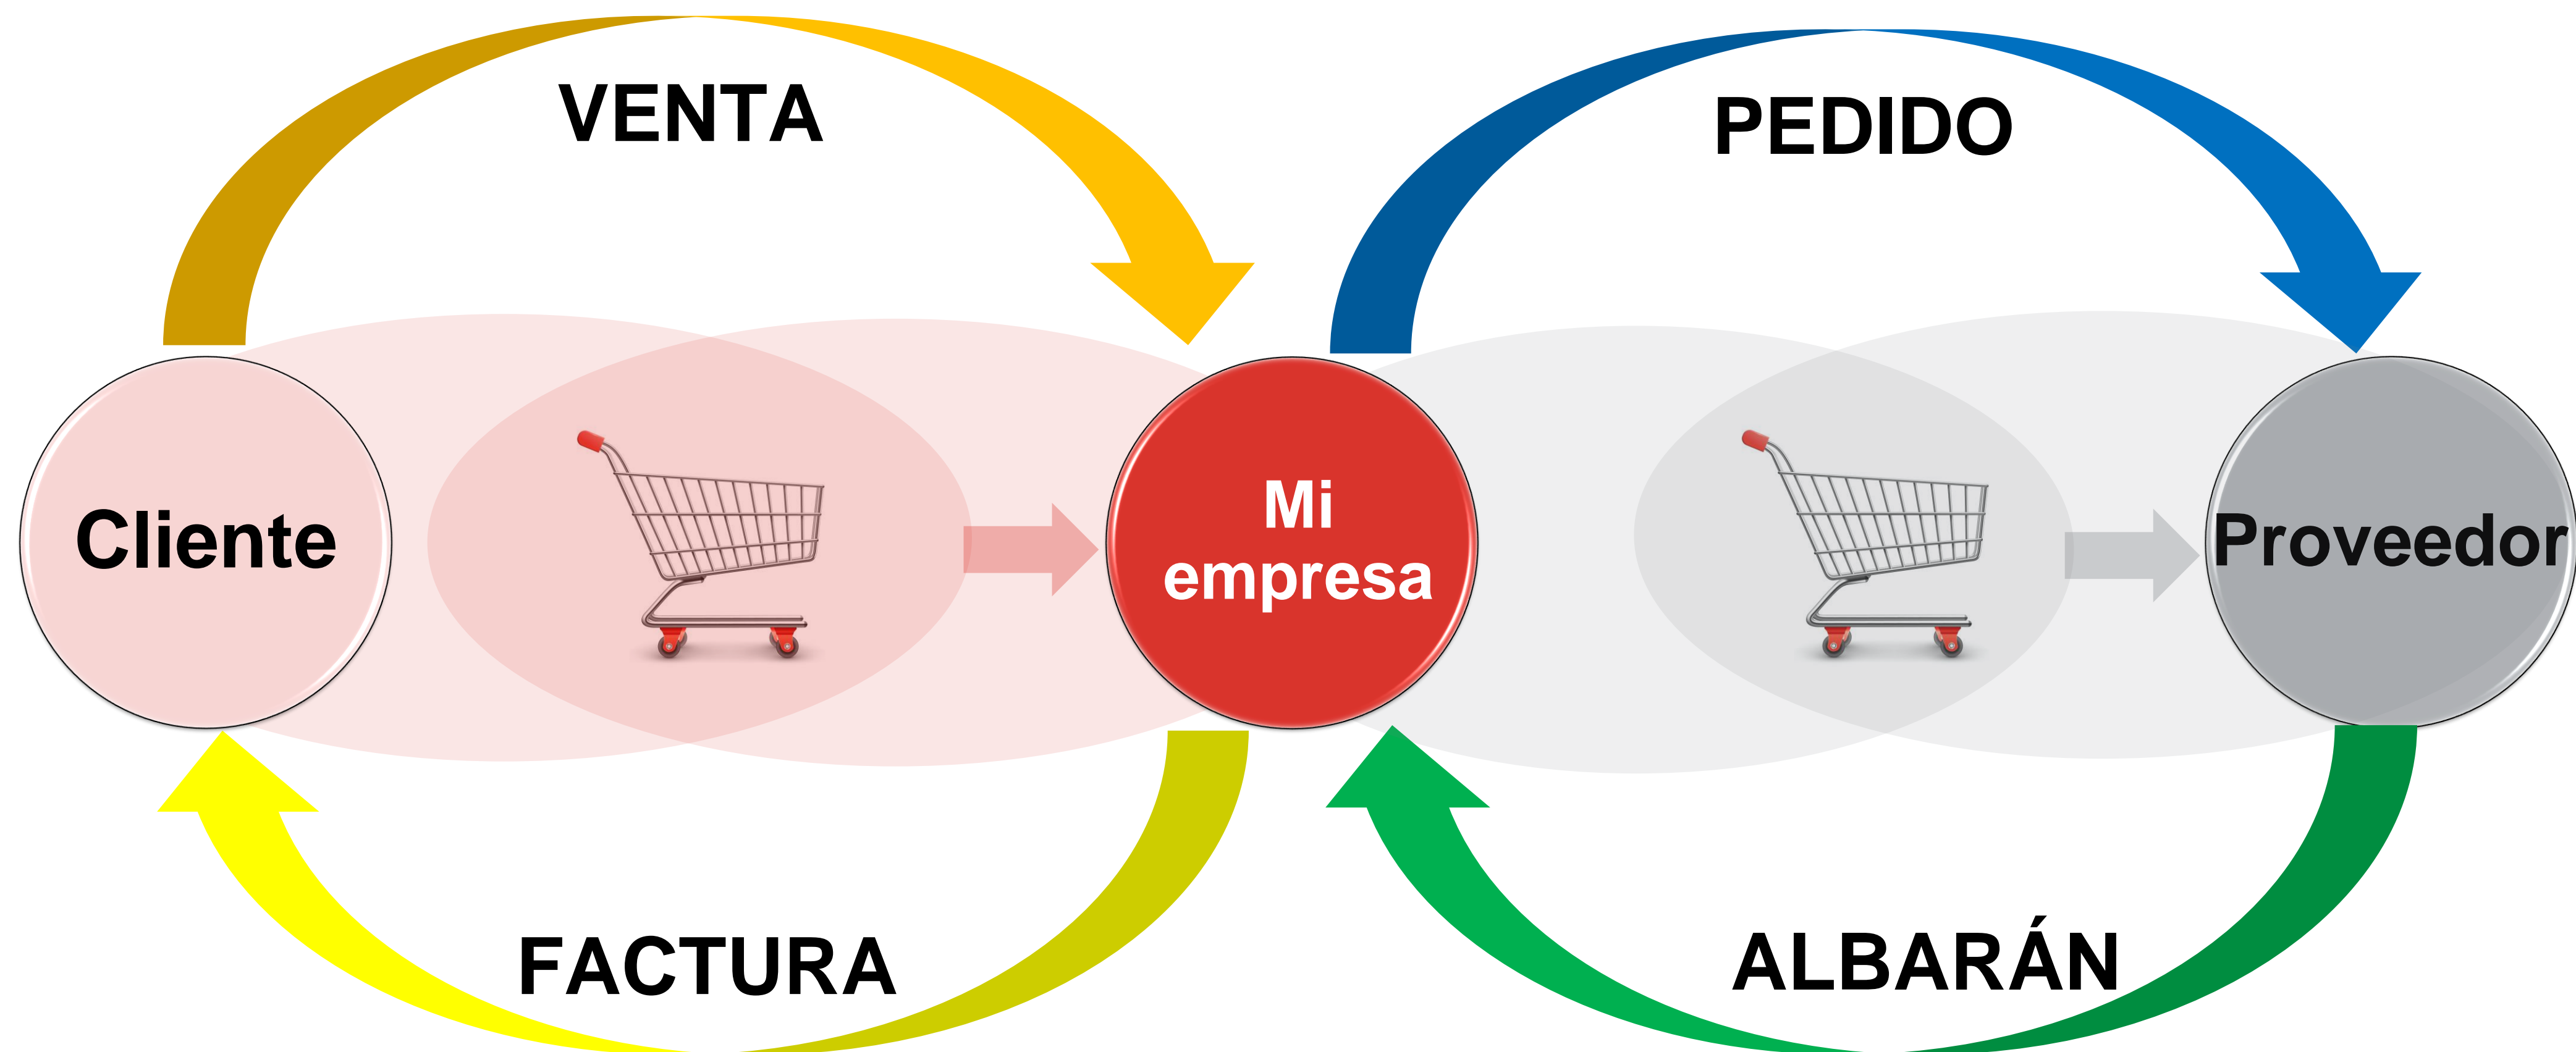 VENTA
PEDIDO
Cliente
Mi
empresa
Proveedor
FACTURA
ALBARÁN